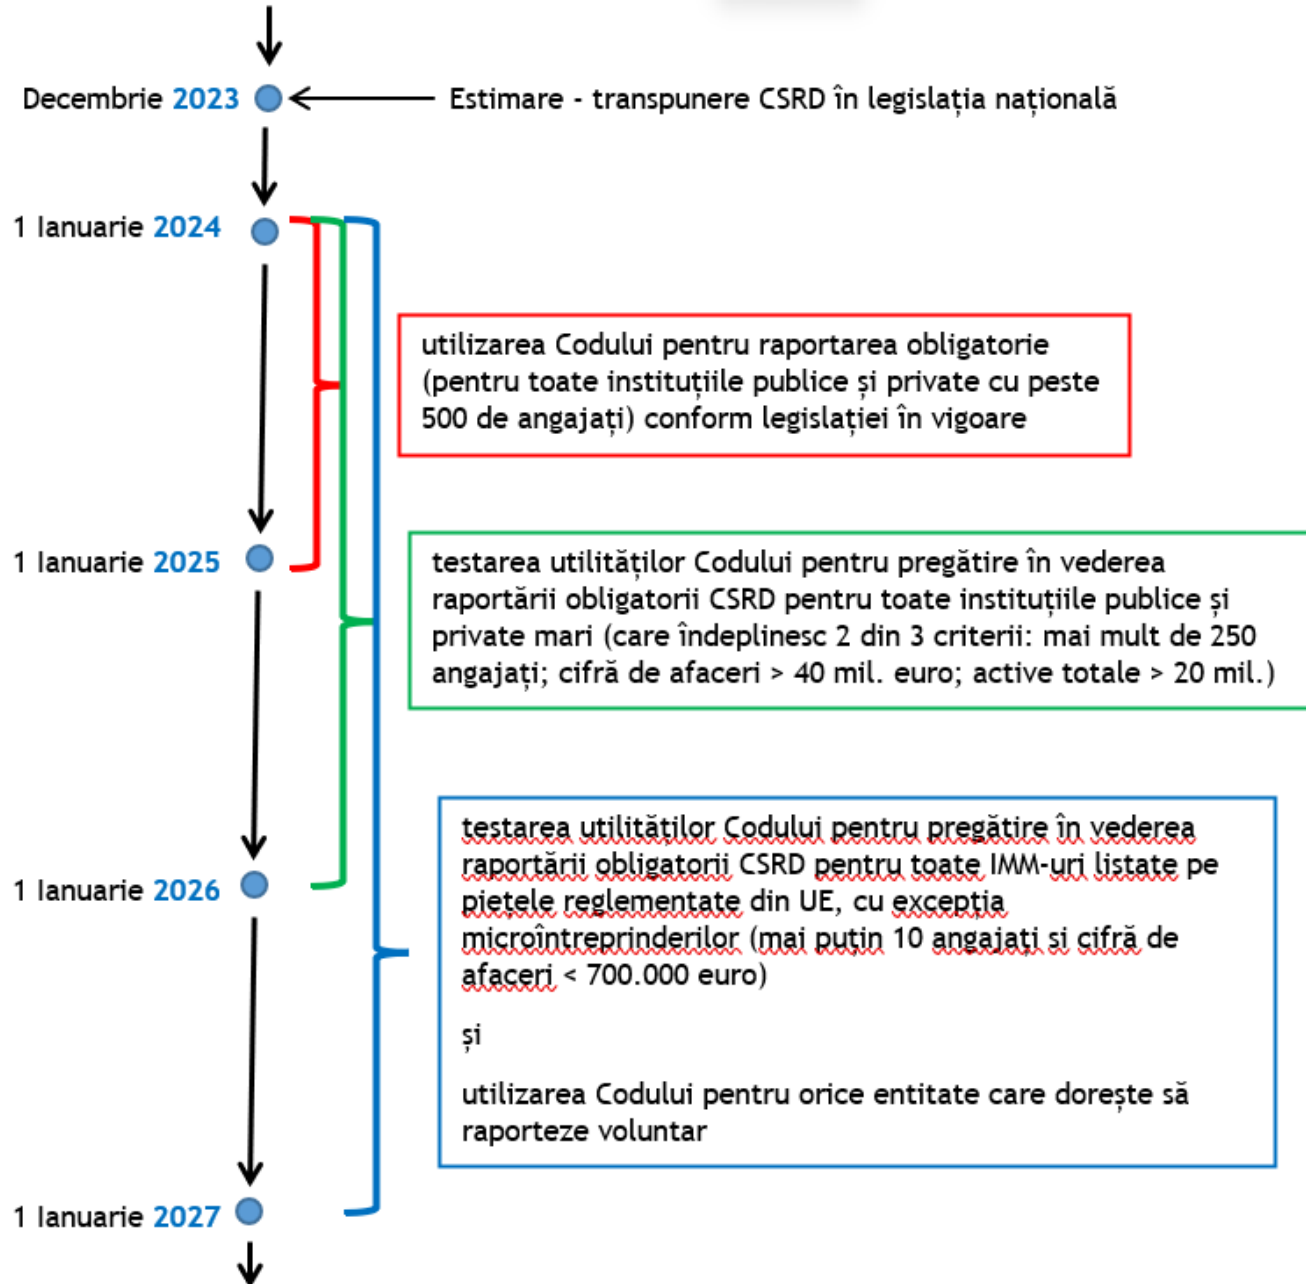 Decembrie 2023
Estimare - transpunere CSRD în legislația națională
1 Ianuarie 2024
utilizarea Codului pentru raportarea obligatorie
(pentru toate instituțiile publice și private cu peste
500 de angajați) conform legislației în vigoare
1 Ianuarie 2025
testarea utilităților Codului pentru pregătire în vederea
raportării obligatorii CSRD pentru toate instituțiile publice și
private mari (care îndeplinesc 2 din 3 criterii: mai mult de 250
angajați; cifră de afaceri > 40 mil. euro; active totale > 20 mil.)
testarea utilităților Codului pentru pregătire în vederea
raportării obligatorii CSRD pentru toate IMM-uri listate pe
piețele reglementate din UE, cu excepția
microîntreprinderilor (mai puțin 10 angajați si cifră de
afaceri < 700.000 euro)
și
utilizarea Codului pentru orice entitate care dorește să
raporteze voluntar
1 Ianuarie 2026
1 Ianuarie 2027